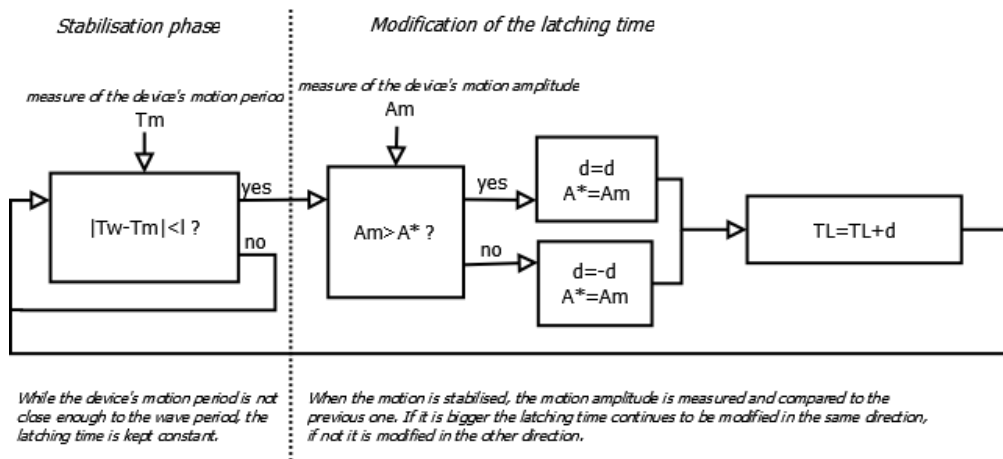 Stabilisation phase
Modification of the latching time
measure of the device's motion period
Tm
measure of the device's motion amplitude
Am
|Tw-Tm|<l ?
yes
no
Am>A* ?
yes
no
d=d
A*=Am
d=-d
A*=Am
TL=TL+d
While the device's motion period is not
close enough to the wave period, the
latching time is kept constant.
When the motion is stabilised, the motion amplitude is measured and compared to the
previous one. If it is bigger the latching time continues to be modified in the same direction,
if not it is modified in the other direction.